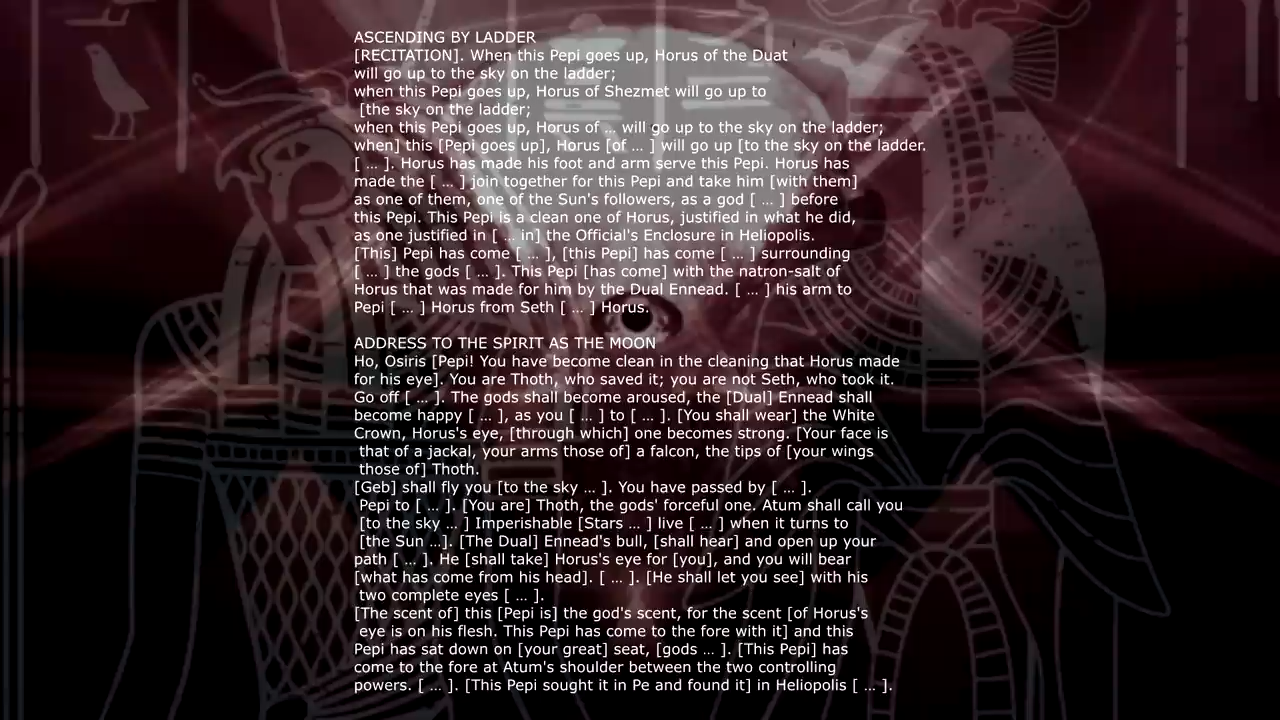 ASCENDING BY LADDER
[RECITATION]. When this Pepi goes up, Horus of the Duat
will go up to the sky on the ladder;
when this Pepi goes up, Horus of Shezmet will go up to
[the sky on the ladder;
when this Pepi goes up, Horus of ... will go up to the sky on the ladder;
when] this [Pepi goes up], Horus [of ... ] will go up [to the sky on the ladder.
[ ... ]. Horus has made his foot and arm serve this Pepi. Horus has
made the [ ... ] join together for this Pepi and take him [with them]
as one of them, one of the Sun's followers, as a god [ ... ] before
this Pepi. This Pepi is a clean one of Horus, justified in what he did,
as one justified in [ ... in] the Official's Enclosure in Heliopolis.
[This] Pepi has come [ ... ], [this Pepi] has come [ ... ] surrounding
[ ... ] the gods [ ... ]. This Pepi [has come] with the natron-salt of
Horus that was made for him by the Dual Ennead. [ ... ] his arm to
Pepi [ ... ] Horus from Seth [ ... ] Horus.
ADDRESS TO THE SPIRIT AS THE MOON
Ho, Osiris [Pepi! You have become clean in the cleaning that Horus made
for his eye]. You are Thoth, who saved it; you are not Seth, who took it.
Go off [ ... ]. The gods shall become aroused, the [Dual] Ennead shall
become happy [ ... ], as you [ ... ] to [ ... ]. [You shall wear] the White
Crown, Horus's eye, [through which] one becomes strong. [Your face is
that of a jackal, your arms those of] a falcon, the tips of [your wings
those of] Thoth.
[Geb] shall fly you [to the sky ... ]. You have passed by [ ... ].
Pepi to [ ... ]. [You are] Thoth, the gods' forceful one. Atum shall call you
[to the sky ... ] Imperishable [Stars ... ] live [ ... ] when it turns to
[the Sun ...]. [The Dual] Ennead's bull, [shall hear] and open up your
path [ ... ]. He [shall take] Horus's eye for [you], and you will bear
[what has come from his head]. [ ... ]. [He shall let you see] with his
two complete eyes [ ... ].
[The scent of] this [Pepi is] the god's scent, for the scent [of Horus's
eye is on his flesh. This Pepi has come to the fore with it] and this
Pepi has sat down on [your great] seat, [gods ... ]. [This Pepi] has
come to the fore at Atum's shoulder between the two controlling
powers. [ ... ]. [This Pepi sought it in Pe and found it] in Heliopolis [ ... ].